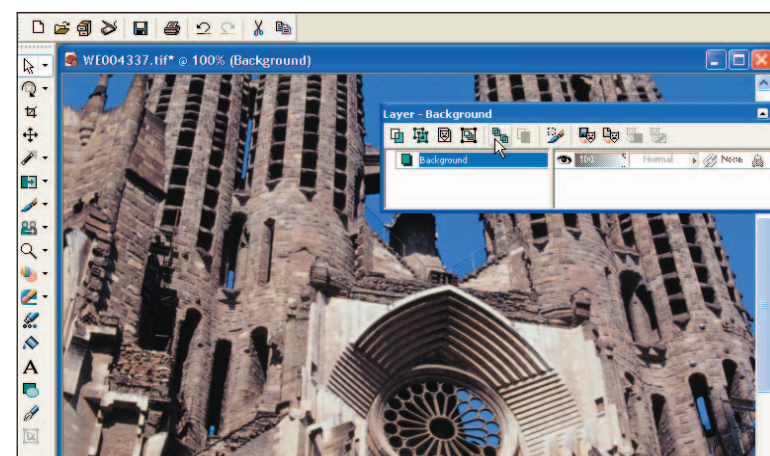 WE004337.tif* @ 100% (Background)
Layer - Background
Background
100
Normal
None
A